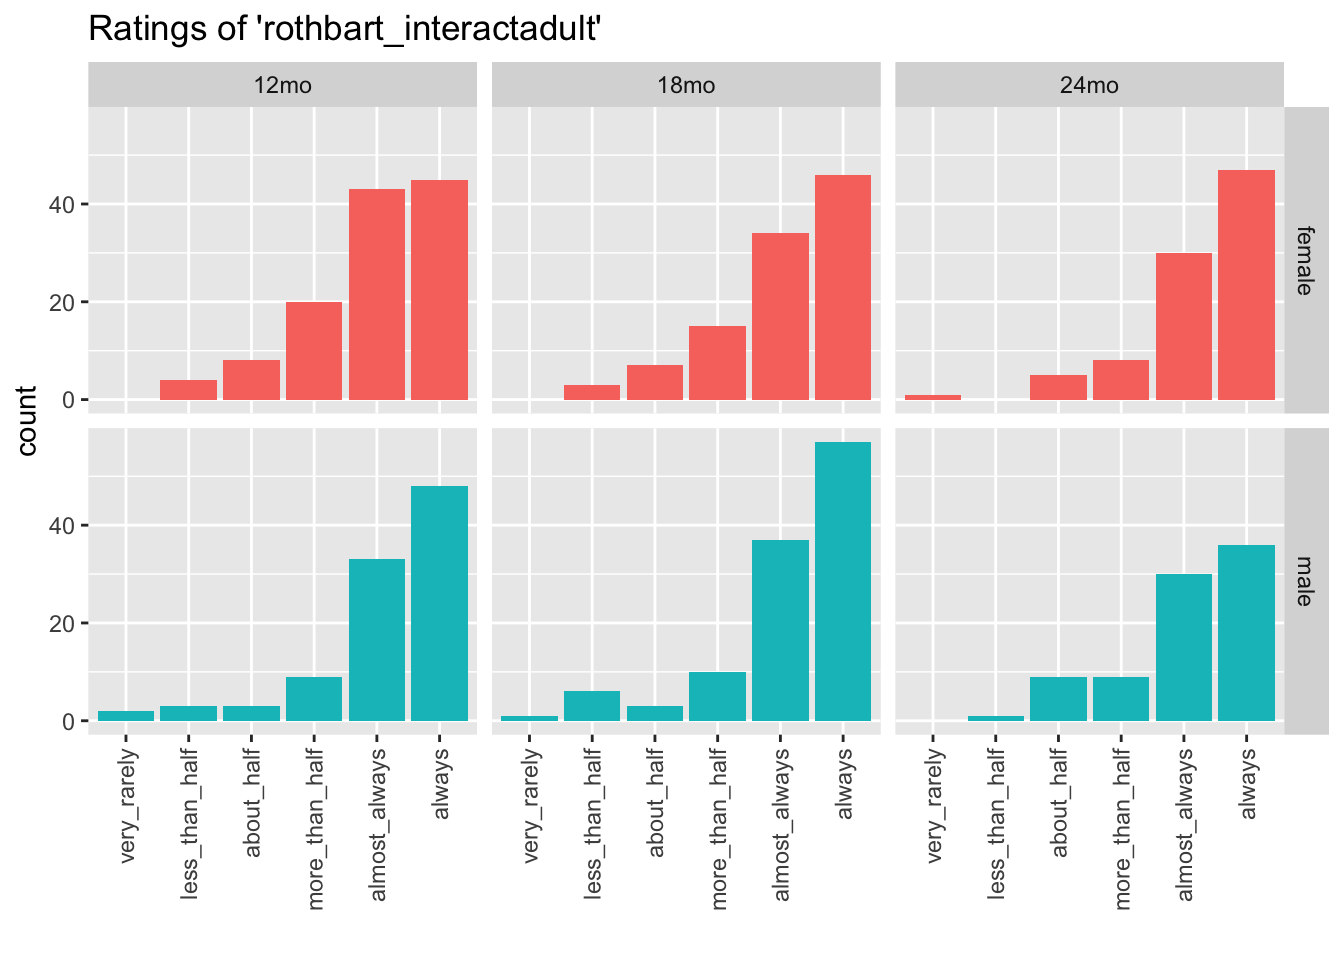 Ratings of 'rothbart_interactadult'
12mo 18mo 24mo
40
20
0
female
count
40
20
0
male
very_rarely less_than_half about_half more_than_half almost_always always very_rarely less_than_half about_half more_than_half almost_always always very_rarely less_than_half about_half more_than_half almost_always always